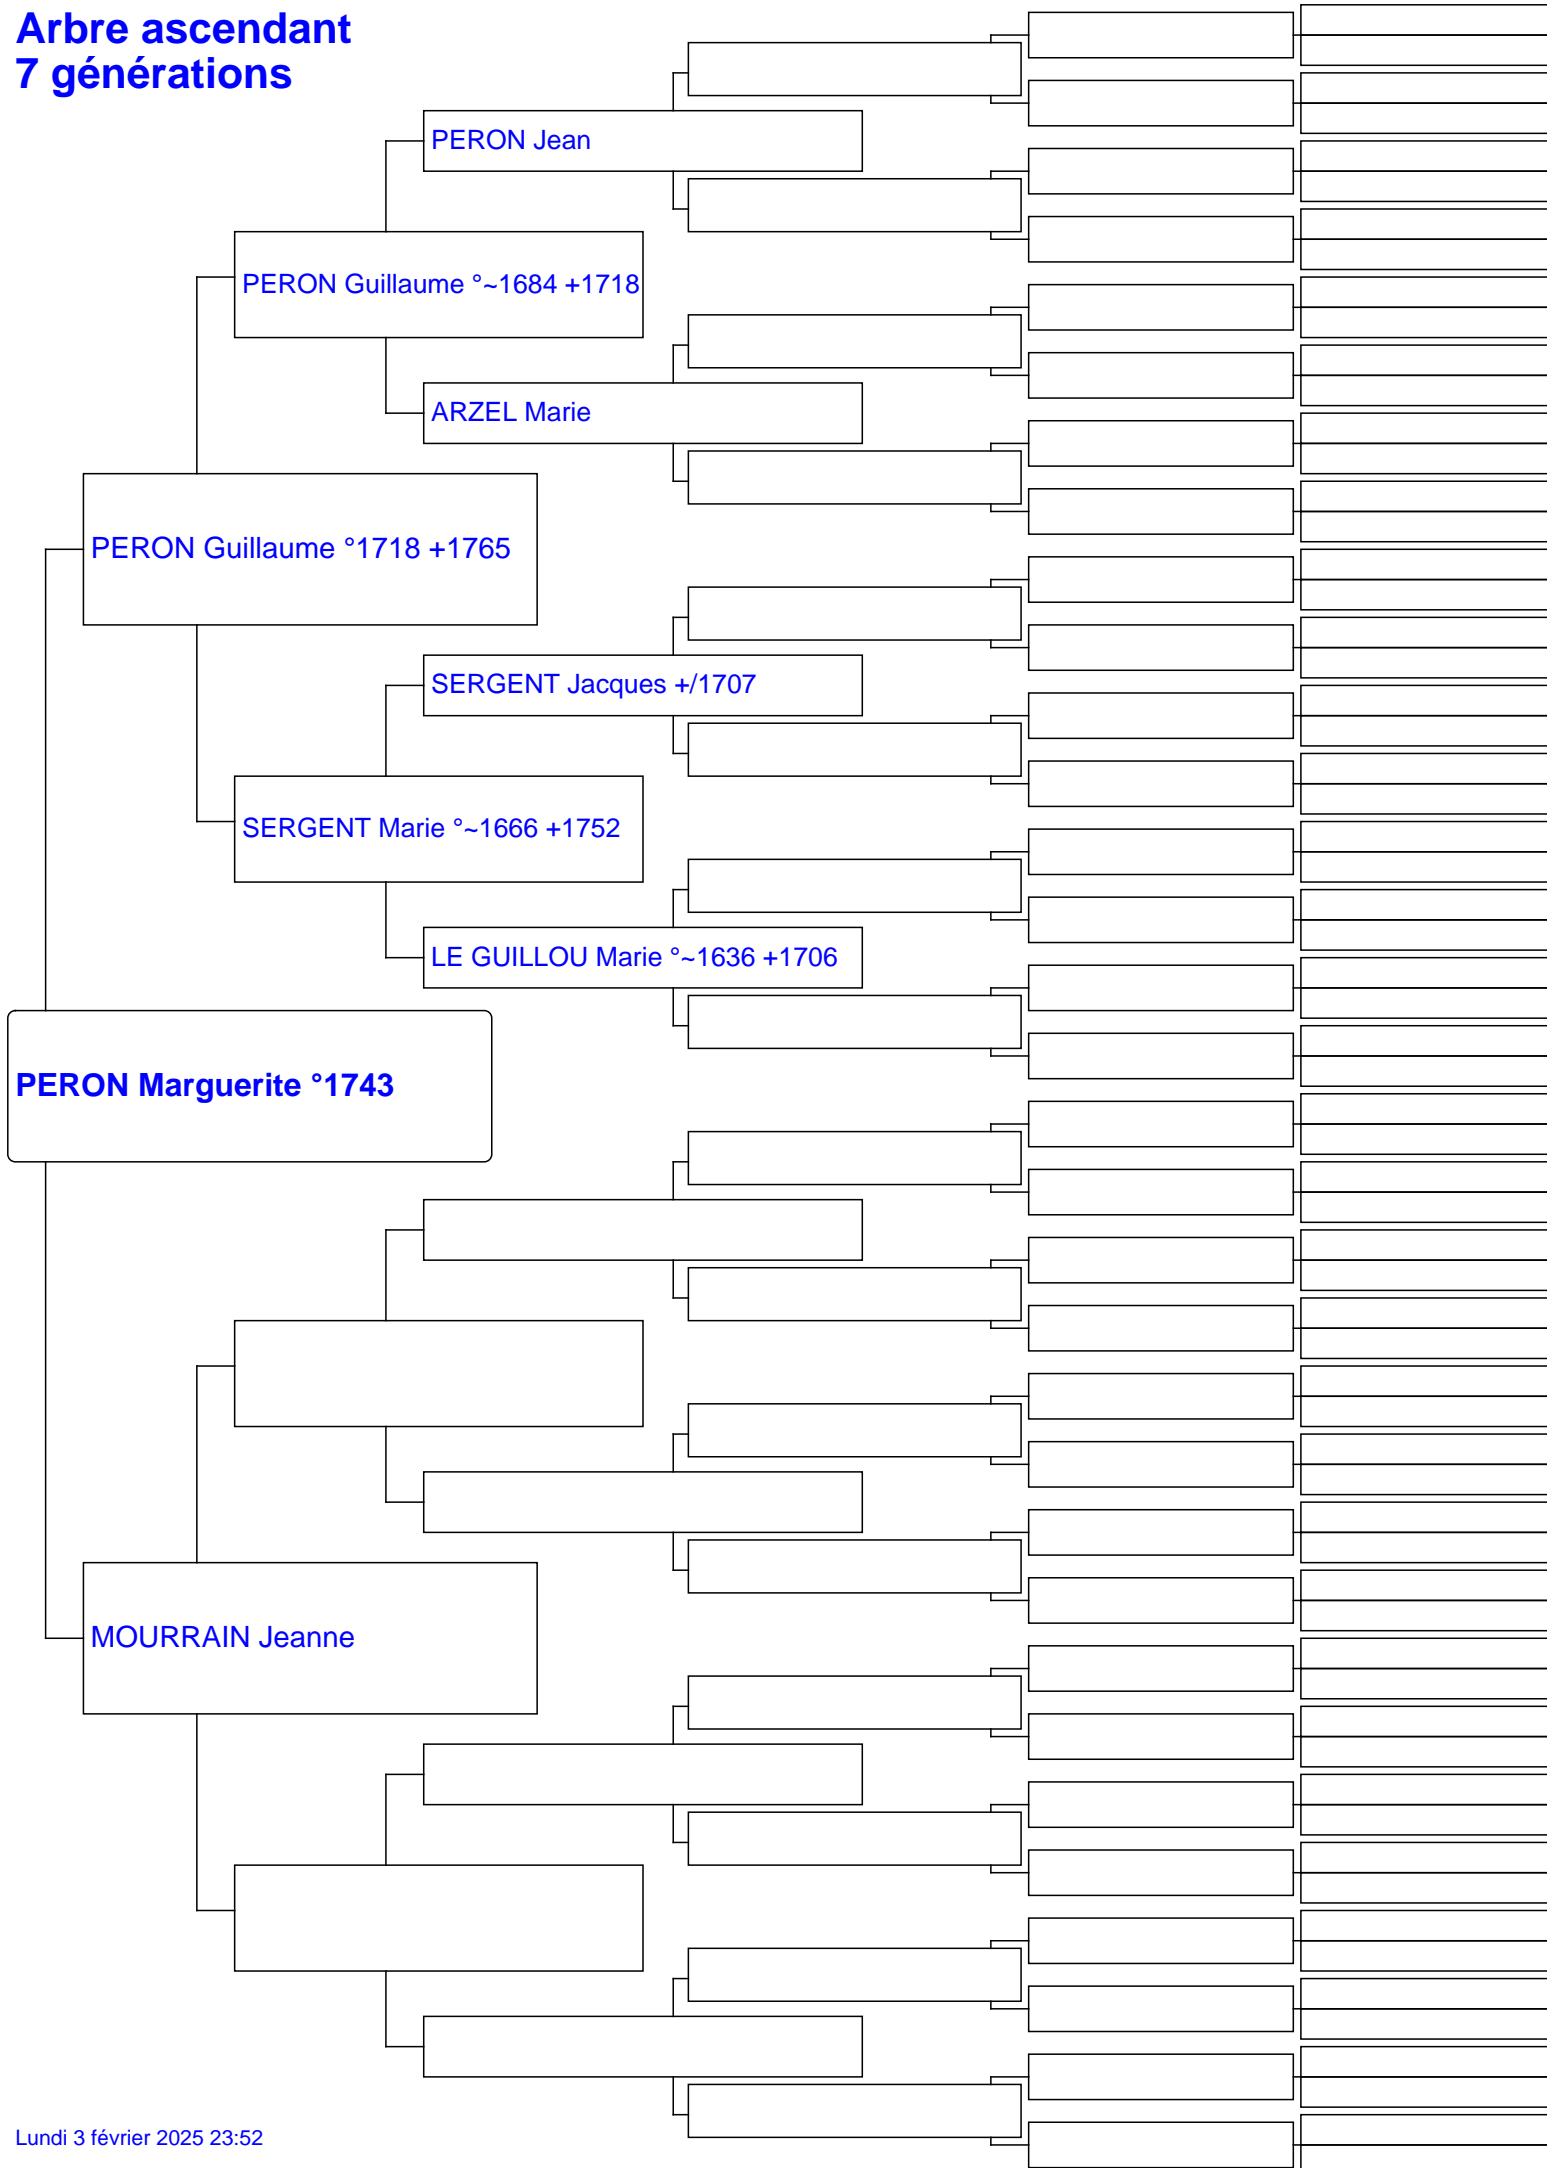 Arbre ascendant
7 générations
PERON Jean
PERON Guillaume °~1684 +1718
ARZEL Marie
PERON Guillaume °1718 +1765
SERGENT Jacques +/1707
SERGENT Marie °~1666 +1752
LE GUILLOU Marie °~1636 +1706
PERON Marguerite °1743
MOURRAIN Jeanne
Lundi 3 février 2025 23:52